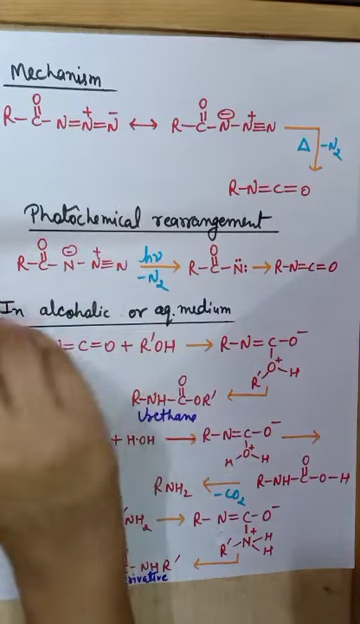 Mechanism
R-C(=O)-N=N⁺=N⁻ ↔ R-C(=O)-N⁻-N⁺≡N
Δ -N₂
R-N=C=O
Photochemical rearrangement
R-C(=O)-N⁻-N⁺≡N hν -N₂ → R-C(=O)-N̈: → R-N=C=O
In alcoholic or aq. medium
N=C=O + R'OH → R-N=C-O⁻
R' O⁺ H
R-NH-C(=O)-OR'
Urethane
+ H·OH → R-N=C-O⁻ →
H O⁺ H
RNH₂ ← -CO₂ R-NH-C(=O)-O-H
NH₂ → R-N=C-O⁻
R' N⁺ H H
NHR'